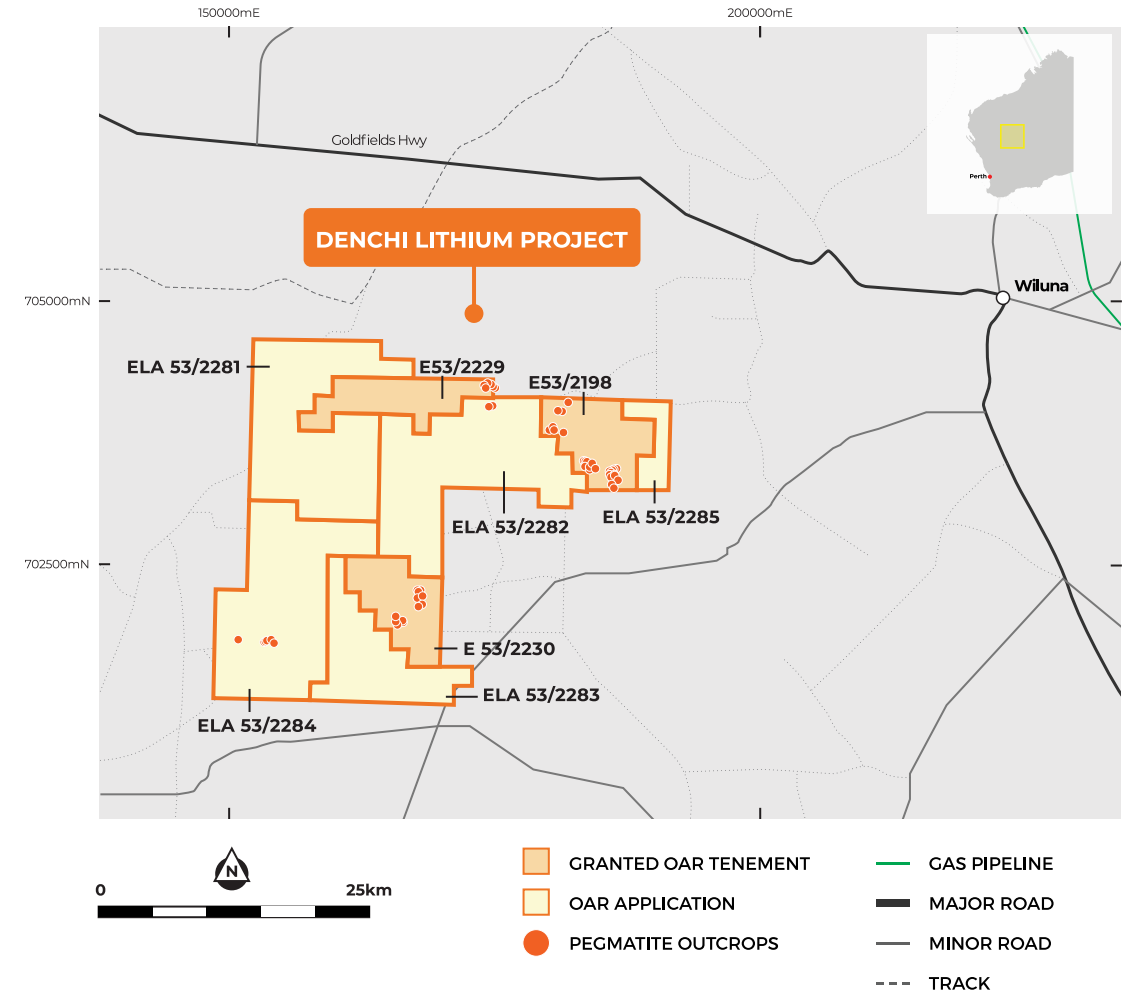 150000mE
200000mE
Goldfields Hwy
Perth
DENCHI LITHIUM PROJECT
Wiluna
705000mN
ELA 53/2281
E53/2229
E53/2198
ELA 53/2282
ELA 53/2285
702500mN
E 53/2230
ELA 53/2283
ELA 53/2284
N
0
25km
GRANTED OAR TENEMENT
OAR APPLICATION
PEGMATITE OUTCROPS
GAS PIPELINE
MAJOR ROAD
MINOR ROAD
TRACK